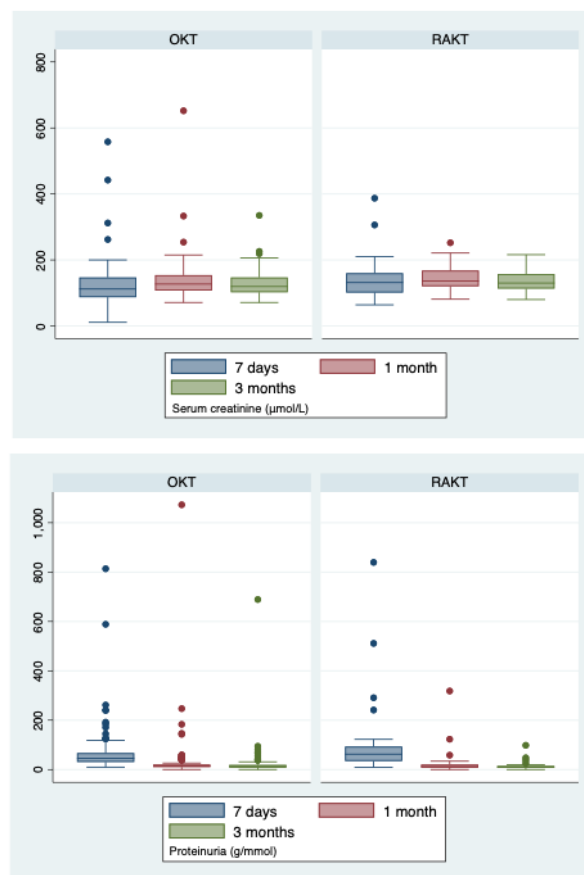 OKT RAKT
800
600
400
200
0
7 days 1 month
3 months
Serum creatinine (µmol/L)
OKT RAKT
1,000
800
600
400
200
0
7 days 1 month
3 months
Proteinuria (g/mmol)